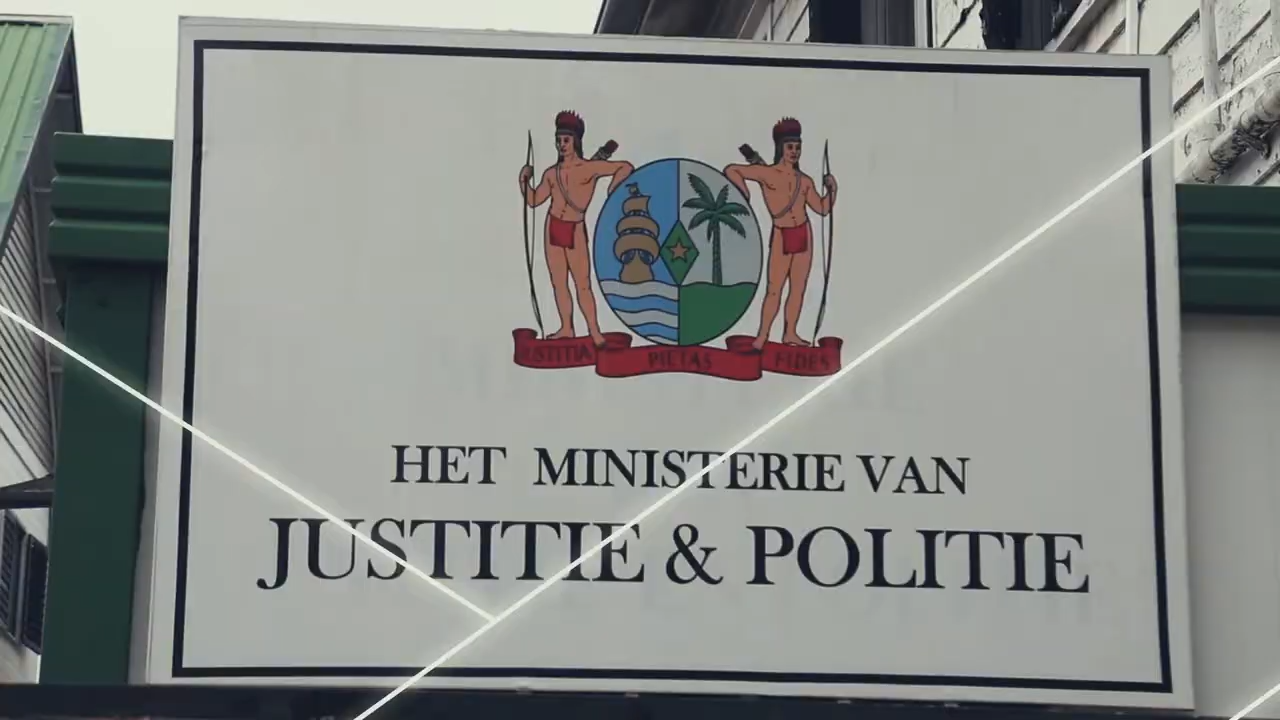 JUSTITIA PIETAS FIDES
HET MINISTERIE VAN
JUSTITIE & POLITIE